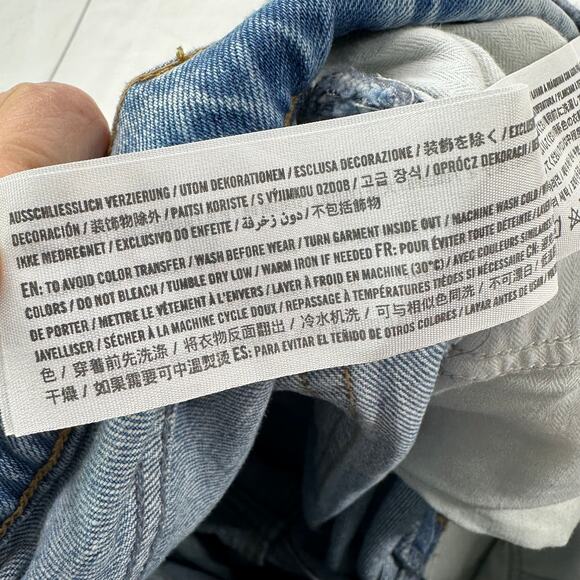 AUSSCHLIESSLICH VERZIERUNG / UTOM DEKORATIONEN / ESCLUSA DECORAZIONE / 装飾を除く / EXCLUSI
DECORACIÓN / 装饰物除外 / PAITSI KORISTE / S VÝJIMKOU OZDOB / 고급 장식 / OPRÓCZ DEKORACJI /
IKKE MEDREGNET / EXCLUSIVO DO ENFEITE / دون زخرفة / 不包括飾物
EN: TO AVOID COLOR TRANSFER / WASH BEFORE WEAR / TURN GARMENT INSIDE OUT / MACHINE WASH COLD /
COLORS / DO NOT BLEACH / TUMBLE DRY LOW / WARM IRON IF NEEDED FR: POUR ÉVITER TOUTE DÉTEINTE / LAVER
DE PORTER / METTRE LE VÊTEMENT À L'ENVERS / LAVER À FROID EN MACHINE (30°C) / AVEC COULEURS SIMILAIRES
JAVELLISER / SÉCHER À LA MACHINE CYCLE DOUX / REPASSAGE À TEMPÉRATURES TIÈDES SI NÉCESSAIRE CN:
色 / 穿着前先洗涤 / 将衣物反面翻出 / 冷水机洗 / 可与相似色同洗 / 不可漂白 /
干燥 / 如果需要可中温熨烫 ES: PARA EVITAR EL TEÑIDO DE OTROS COLORES / LAVAR ANTES DE USAR /